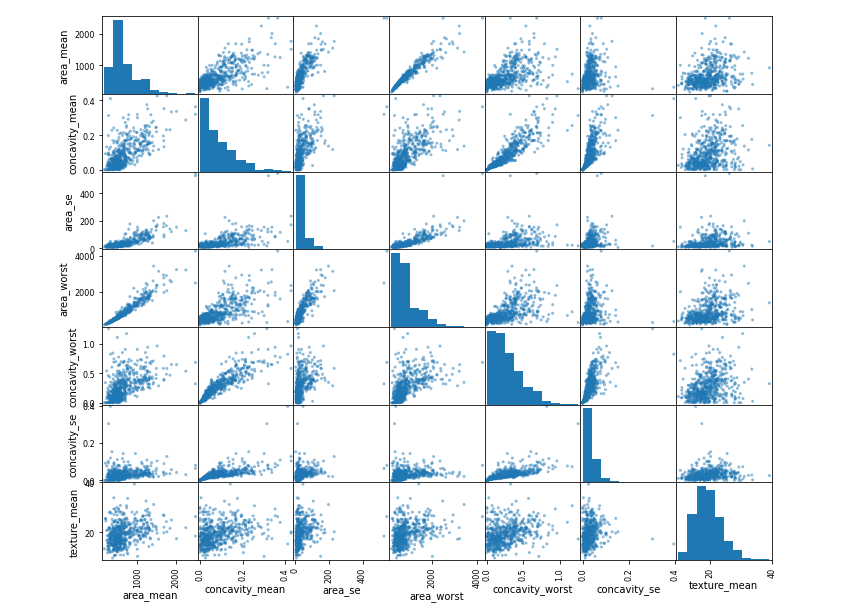 area_mean
2000
1000
concavity_mean
0.4
0.2
0.0
area_se
400
200
0
area_worst
4000
2000
concavity_worst
1.0
0.5
0.0
concavity_se
0.4
0.2
0.0
texture_mean
40
20
1000 2000 0.0 0.2 0.4 0 200 400 2000 4000 0.0 0.5 1.0 0.0 0.2 0.4 20 40
area_mean concavity_mean area_se area_worst concavity_worst concavity_se texture_mean